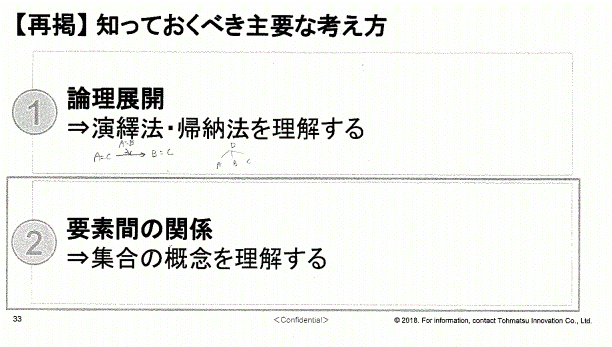 【再掲】知っておくべき主要な考え方
1
論理展開
⇒演繹法・帰納法を理解する
A=B
A=C → B=C
D
A B C
2
要素間の関係
⇒集合の概念を理解する
33
<Confidential>
© 2018. For information, contact Tohmatsu Innovation Co., Ltd.